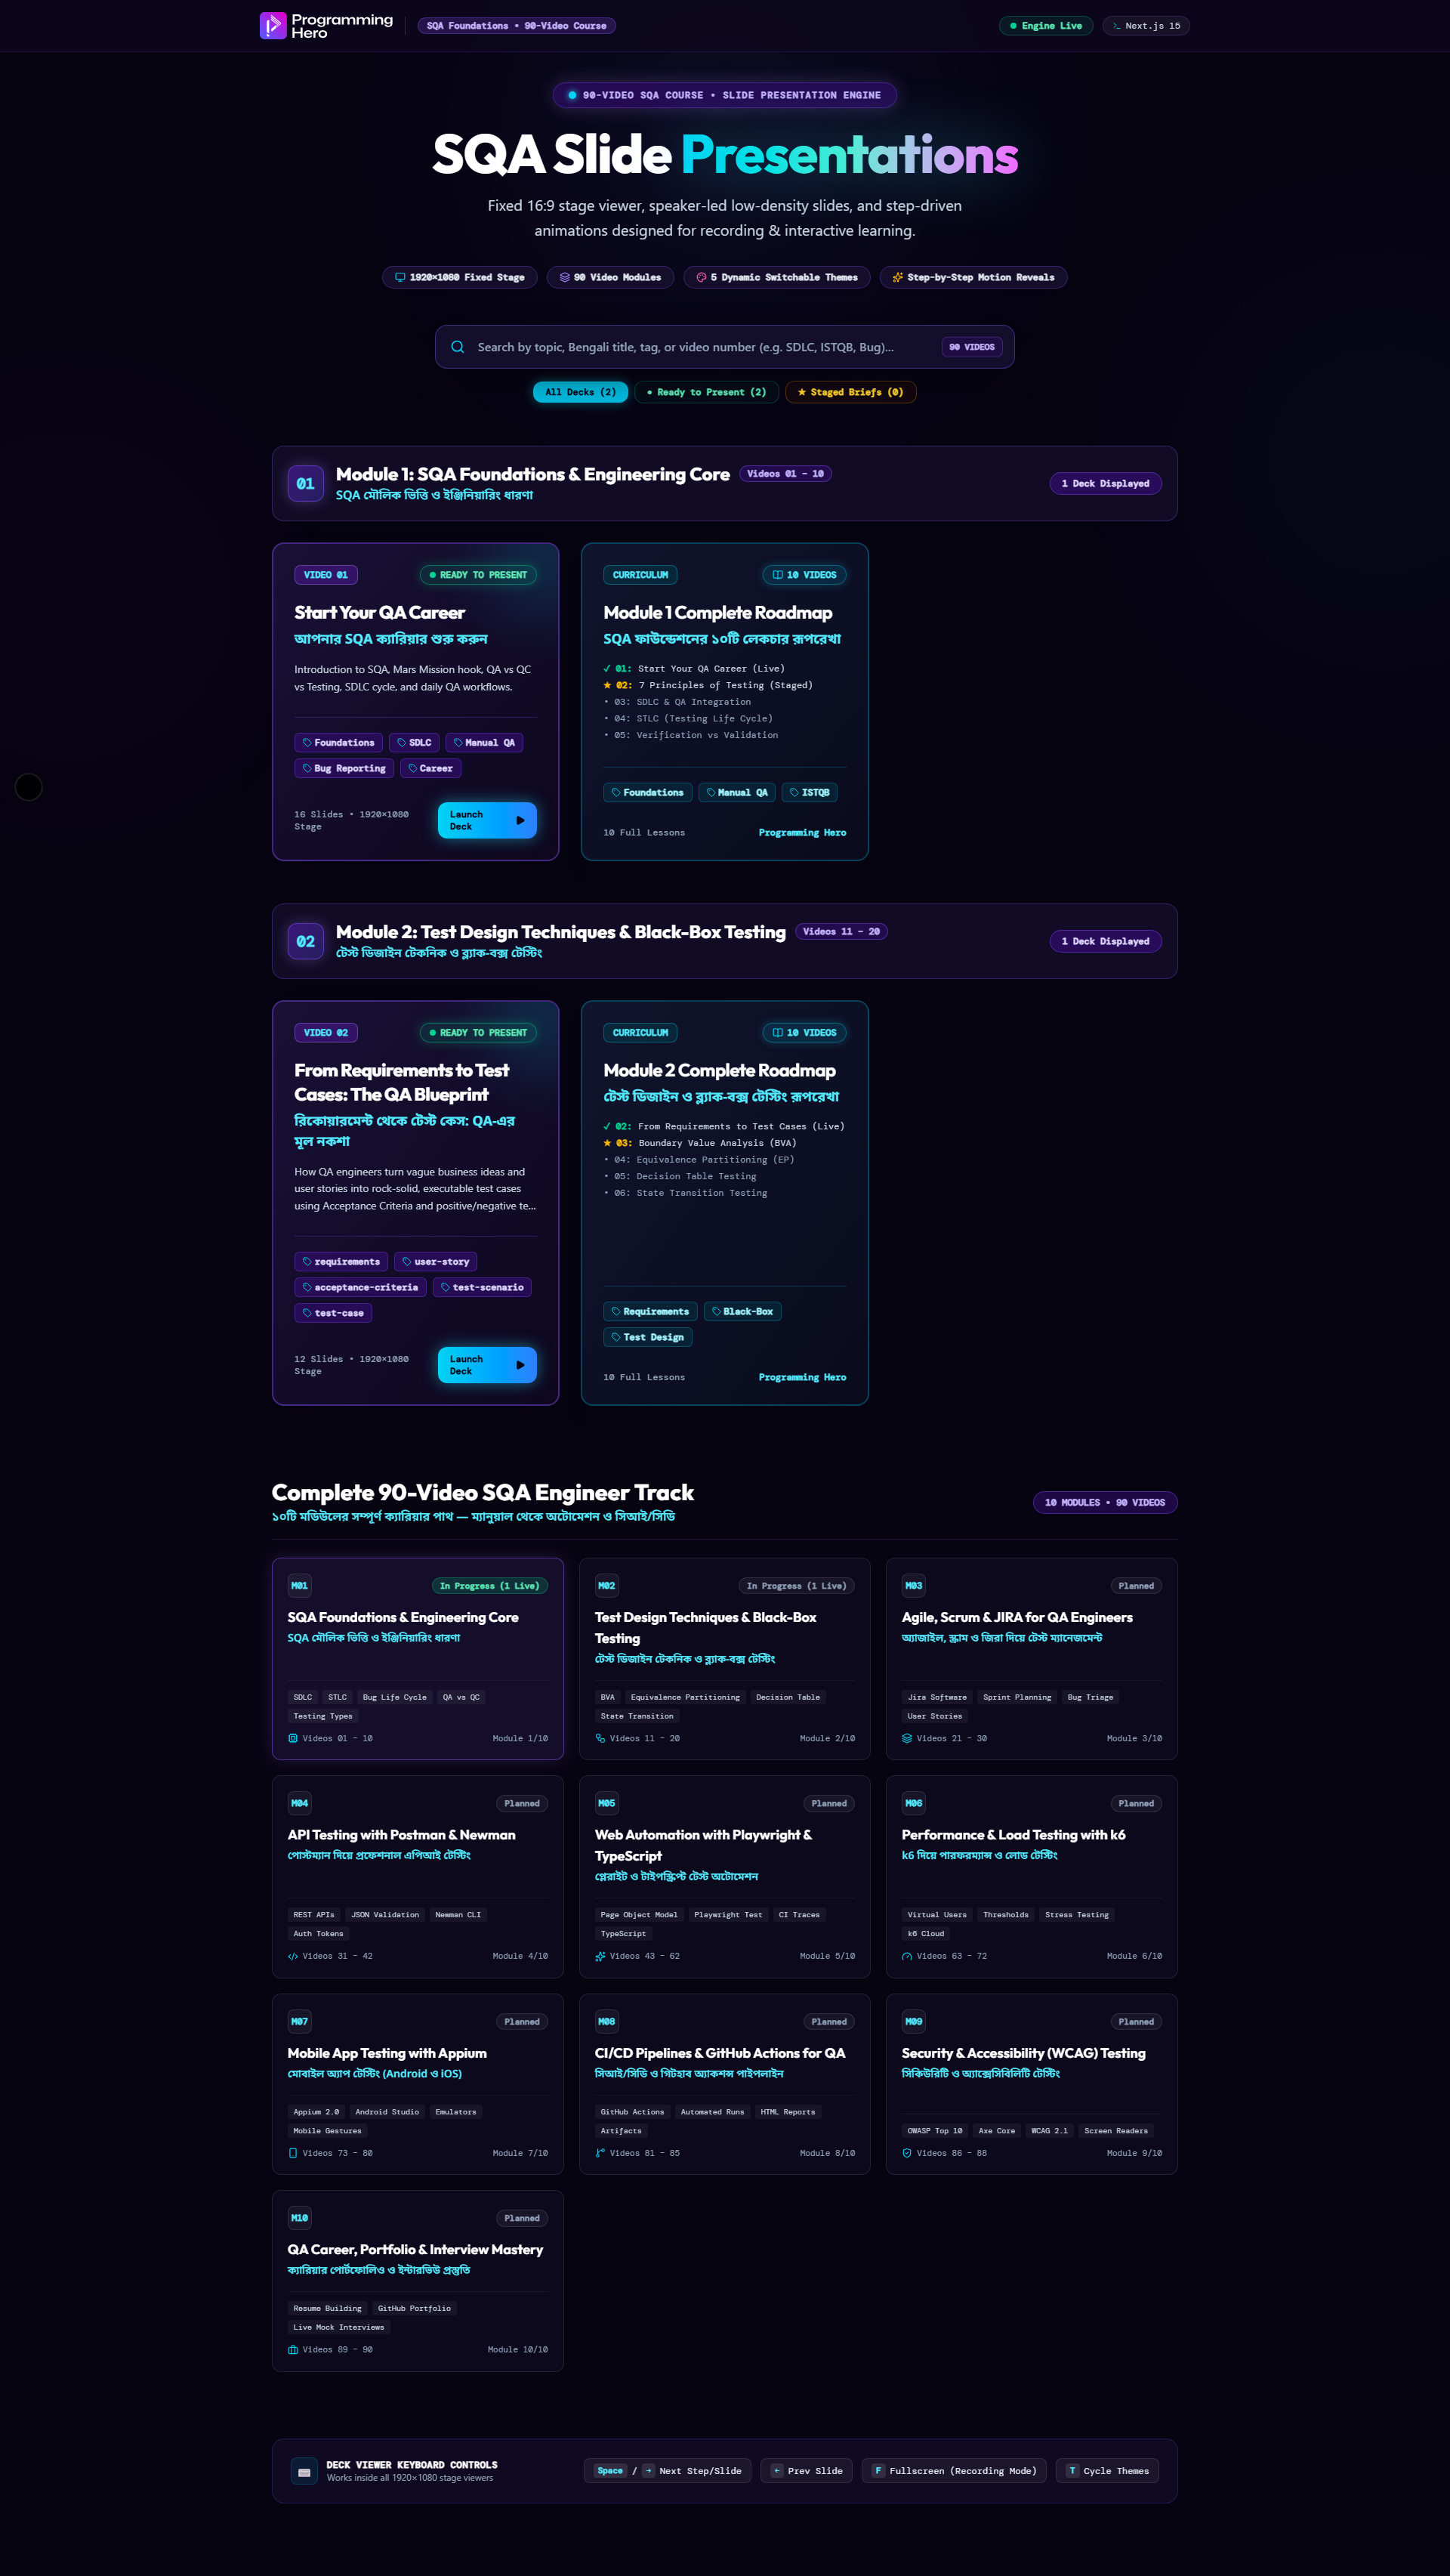 Programming
Hero
SQA Foundations • 90-Video Course
Engine Live
Next.js 15
90-VIDEO SQA COURSE • SLIDE PRESENTATION ENGINE
SQA Slide Presentations
Fixed 16:9 stage viewer, speaker-led low-density slides, and step-driven
animations designed for recording & interactive learning.
1920×1080 Fixed Stage
90 Video Modules
5 Dynamic Switchable Themes
Step-by-Step Motion Reveals
Search by topic, Bengali title, tag, or video number (e.g. SDLC, ISTQB, Bug)...
90 VIDEOS
All Decks (2)
● Ready to Present (2)
★ Staged Briefs (0)
01
Module 1: SQA Foundations & Engineering Core
Videos 01 – 10
SQA মৌলিক ভিত্তি ও ইঞ্জিনিয়ারিং ধারণা
1 Deck Displayed
VIDEO 01
READY TO PRESENT
Start Your QA Career
আপনার SQA ক্যারিয়ার শুরু করুন
Introduction to SQA, Mars Mission hook, QA vs QC
vs Testing, SDLC cycle, and daily QA workflows.
Foundations
SDLC
Manual QA
Bug Reporting
Career
16 Slides • 1920×1080
Stage
Launch
Deck
CURRICULUM
10 VIDEOS
Module 1 Complete Roadmap
SQA ফাউন্ডেশনের ১০টি লেকচার রূপরেখা
✓ 01: Start Your QA Career (Live)
★ 02: 7 Principles of Testing (Staged)
• 03: SDLC & QA Integration
• 04: STLC (Testing Life Cycle)
• 05: Verification vs Validation
Foundations
Manual QA
ISTQB
10 Full Lessons
Programming Hero
02
Module 2: Test Design Techniques & Black-Box Testing
Videos 11 – 20
টেস্ট ডিজাইন টেকনিক ও ব্ল্যাক-বক্স টেস্টিং
1 Deck Displayed
VIDEO 02
READY TO PRESENT
From Requirements to Test
Cases: The QA Blueprint
রিকোয়ারমেন্ট থেকে টেস্ট কেস: QA-এর
মূল নকশা
How QA engineers turn vague business ideas and
user stories into rock-solid, executable test cases
using Acceptance Criteria and positive/negative te...
requirements
user-story
acceptance-criteria
test-scenario
test-case
12 Slides • 1920×1080
Stage
Launch
Deck
CURRICULUM
10 VIDEOS
Module 2 Complete Roadmap
টেস্ট ডিজাইন ও ব্ল্যাক-বক্স টেস্টিং রূপরেখা
✓ 02: From Requirements to Test Cases (Live)
★ 03: Boundary Value Analysis (BVA)
• 04: Equivalence Partitioning (EP)
• 05: Decision Table Testing
• 06: State Transition Testing
Requirements
Black-Box
Test Design
10 Full Lessons
Programming Hero
Complete 90-Video SQA Engineer Track
১০টি মডিউলের সম্পূর্ণ ক্যারিয়ার পাথ — ম্যানুয়াল থেকে অটোমেশন ও সিআই/সিডি
10 MODULES • 90 VIDEOS
M01
In Progress (1 Live)
SQA Foundations & Engineering Core
SQA মৌলিক ভিত্তি ও ইঞ্জিনিয়ারিং ধারণা
SDLC
STLC
Bug Life Cycle
QA vs QC
Testing Types
Videos 01 – 10
Module 1/10
M02
In Progress (1 Live)
Test Design Techniques & Black-Box
Testing
টেস্ট ডিজাইন টেকনিক ও ব্ল্যাক-বক্স টেস্টিং
BVA
Equivalence Partitioning
Decision Table
State Transition
Videos 11 – 20
Module 2/10
M03
Planned
Agile, Scrum & JIRA for QA Engineers
অ্যাজাইল, স্ক্রাম ও জিরা দিয়ে টেস্ট ম্যানেজমেন্ট
Jira Software
Sprint Planning
Bug Triage
User Stories
Videos 21 – 30
Module 3/10
M04
Planned
API Testing with Postman & Newman
পোস্টম্যান দিয়ে প্রফেশনাল এপিআই টেস্টিং
REST APIs
JSON Validation
Newman CLI
Auth Tokens
Videos 31 – 42
Module 4/10
M05
Planned
Web Automation with Playwright &
TypeScript
প্লেরাইট ও টাইপস্ক্রিপ্ট টেস্ট অটোমেশন
Page Object Model
Playwright Test
CI Traces
TypeScript
Videos 43 – 62
Module 5/10
M06
Planned
Performance & Load Testing with k6
k6 দিয়ে পারফরম্যান্স ও লোড টেস্টিং
Virtual Users
Thresholds
Stress Testing
k6 Cloud
Videos 63 – 72
Module 6/10
M07
Planned
Mobile App Testing with Appium
মোবাইল অ্যাপ টেস্টিং (Android ও iOS)
Appium 2.0
Android Studio
Emulators
Mobile Gestures
Videos 73 – 80
Module 7/10
M08
Planned
CI/CD Pipelines & GitHub Actions for QA
সিআই/সিডি ও গিটহাব অ্যাকশন্স পাইপলাইন
GitHub Actions
Automated Runs
HTML Reports
Artifacts
Videos 81 – 85
Module 8/10
M09
Planned
Security & Accessibility (WCAG) Testing
সিকিউরিটি ও অ্যাক্সেসিবিলিটি টেস্টিং
OWASP Top 10
Axe Core
WCAG 2.1
Screen Readers
Videos 86 – 88
Module 9/10
M10
Planned
QA Career, Portfolio & Interview Mastery
ক্যারিয়ার পোর্টফোলিও ও ইন্টারভিউ প্রস্তুতি
Resume Building
GitHub Portfolio
Live Mock Interviews
Videos 89 – 90
Module 10/10
DECK VIEWER KEYBOARD CONTROLS
Works inside all 1920×1080 stage viewers
Space / → Next Step/Slide
← Prev Slide
F Fullscreen (Recording Mode)
T Cycle Themes